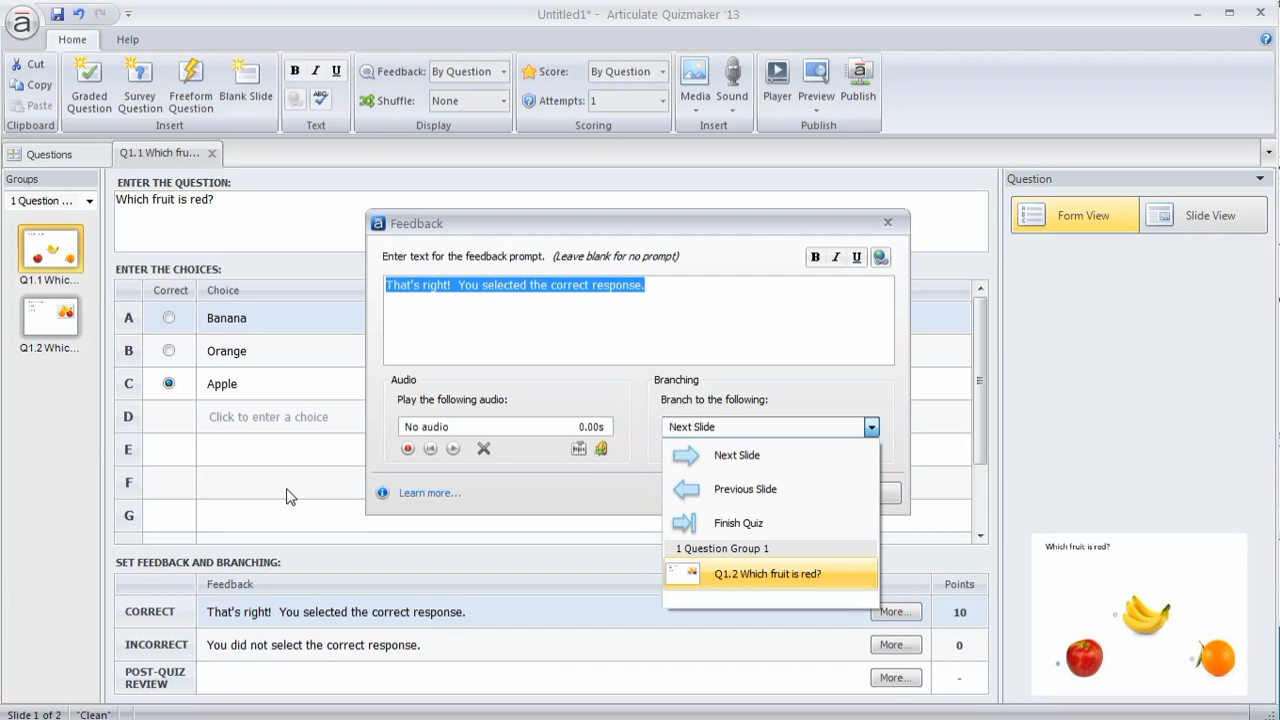 Untitled1* - Articulate Quizmaker '13
Home Help
Cut
Copy
Paste
Clipboard
Graded Question
Survey Question
Freeform Question
Blank Slide
Insert
B I U
ABC
Text
Feedback: By Question
Shuffle: None
Display
Score: By Question
Attempts: 1
Scoring
Media
Sound
Insert
Player
Preview
Publish
Publish
Questions
Q1.1 Which fru...
Groups
1 Question ...
Q1.1 Whic...
Q1.2 Whic...
ENTER THE QUESTION:
Which fruit is red?
ENTER THE CHOICES:
Correct Choice
A Banana
B Orange
C Apple
D Click to enter a choice
E
F
G
SET FEEDBACK AND BRANCHING:
Feedback Points
CORRECT That's right! You selected the correct response. More... 10
INCORRECT You did not select the correct response. More... 0
POST-QUIZ REVIEW More... -
Feedback
Enter text for the feedback prompt. (Leave blank for no prompt)
B I U
That's right! You selected the correct response.
Audio
Play the following audio:
No audio 0.00s
Learn more...
Branching
Branch to the following:
Next Slide
Next Slide
Previous Slide
Finish Quiz
1 Question Group 1
Q1.2 Which fruit is red?
Question
Form View
Slide View
Which fruit is red?
Slide 1 of 2 "Clean"